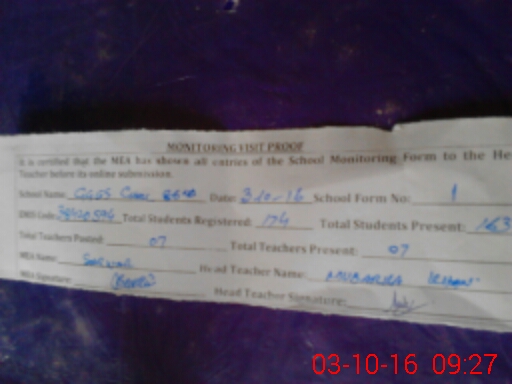 MONITORING VISIT PROOF
It is certified that the MEA has shown all entries of the School Monitoring Form to the He
Teacher before its online submission.
School Name: GGES Date: 3-10-16 School Form No: 1
EMIS Code: Total Students Registered: 174 Total Students Present: 163
Total Teachers Posted: 07 Total Teachers Present: 07
MEA Name: Sarwar Head Teacher Name: MUBARRA
MEA Signature: Head Teacher Signature:
03-10-16 09:27